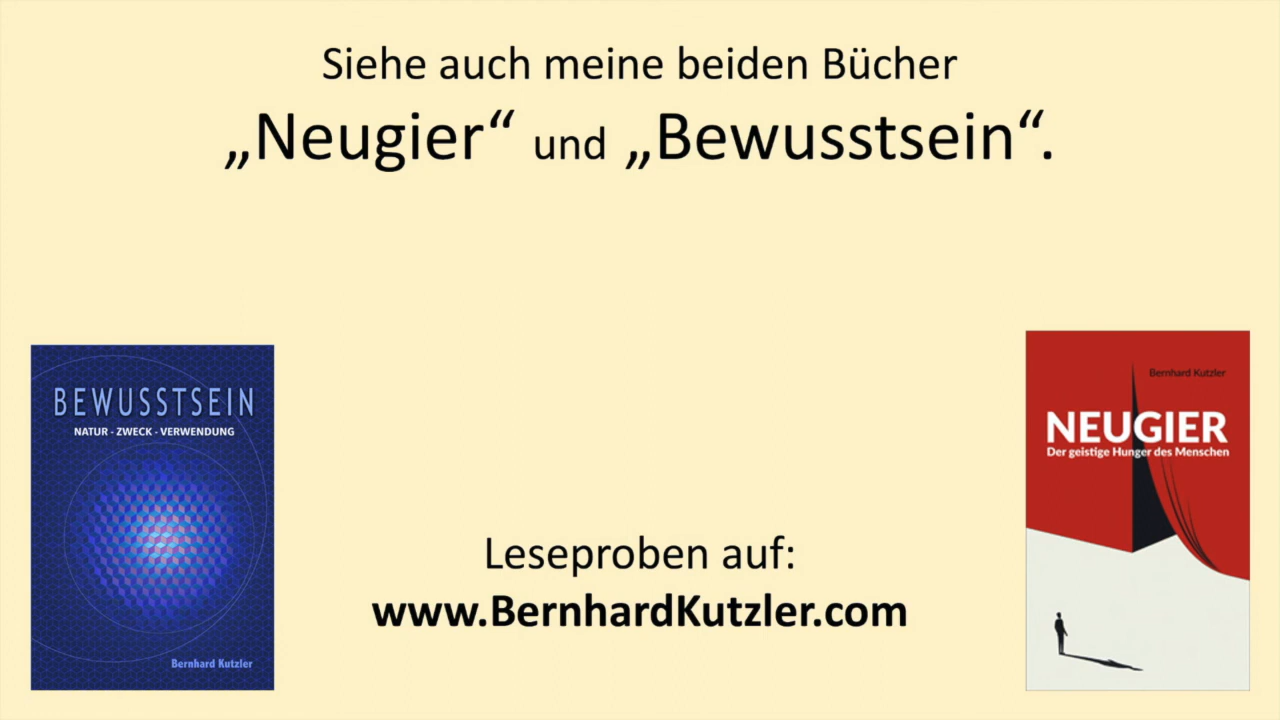 Siehe auch meine beiden Bücher
„Neugier“ und „Bewusstsein“.
BEWUSSTSEIN
NATUR - ZWECK - VERWENDUNG
Bernhard Kutzler
Leseproben auf:
www.BernhardKutzler.com
Bernhard Kutzler
NEUGIER
Der geistige Hunger des Menschen